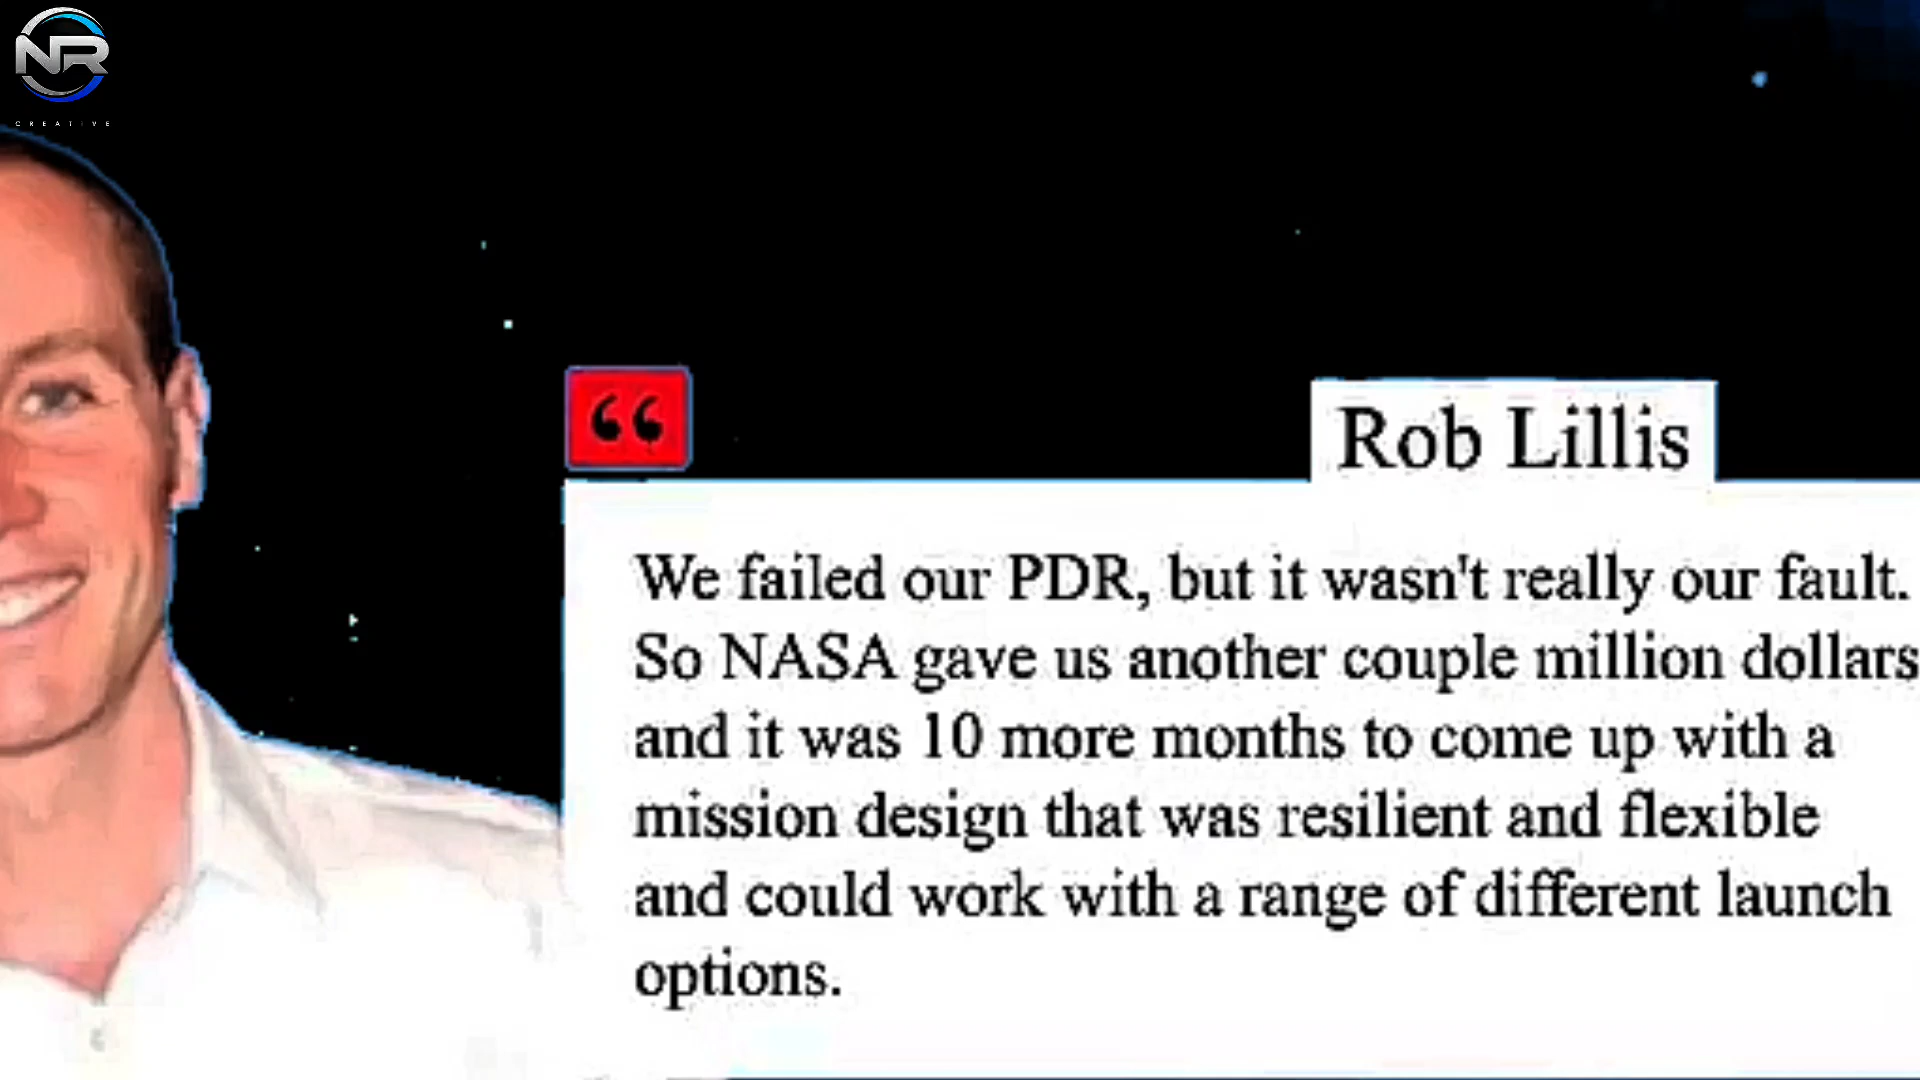 NR
CREATIVE
“
Rob Lillis
We failed our PDR, but it wasn't really our fault.
So NASA gave us another couple million dollars
and it was 10 more months to come up with a
mission design that was resilient and flexible
and could work with a range of different launch
options.